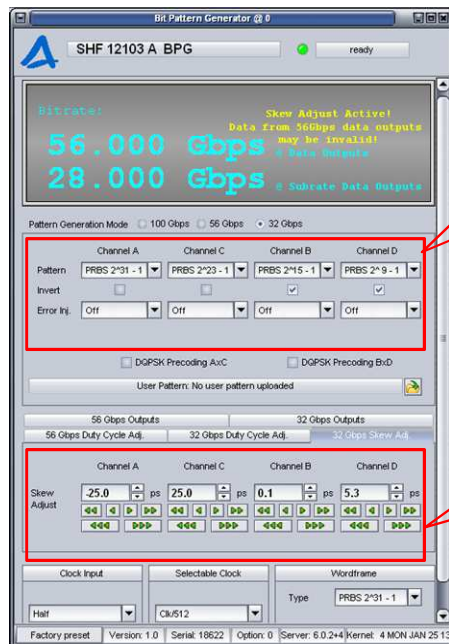 Bit Pattern Generator @ 0
SHF 12103 A BPG ready
Bitrate:
Skew Adjust Active!
Data from 56Gbps data outputs
may be invalid!
56.000 Gbps @ Data Outputs
28.000 Gbps @ Subrate Data Outputs
Pattern Generation Mode 100 Gbps 56 Gbps 32 Gbps
Channel A Channel C Channel B Channel D
Pattern PRBS 2^31 - 1 PRBS 2^23 - 1 PRBS 2^15 - 1 PRBS 2^ 9 - 1
Invert
Error Inj. Off Off Off Off
DQPSK Precoding AxC DQPSK Precoding BxD
User Pattern: No user pattern uploaded
56 Gbps Outputs 32 Gbps Outputs
56 Gbps Duty Cycle Adj. 32 Gbps Duty Cycle Adj. 32 Gbps Skew Adj.
Channel A Channel C Channel B Channel D
Skew Adjust -25.0 ps 25.0 ps 0.1 ps 5.3 ps
Clock Input Selectable Clock Wordframe
Type PRBS 2^31 - 1
Half Clk/512
Factory preset Version: 1.0 Serial: 18622 Option: 0 Server: 6.0.2+4 Kernel: 4 MON JAN 25 13